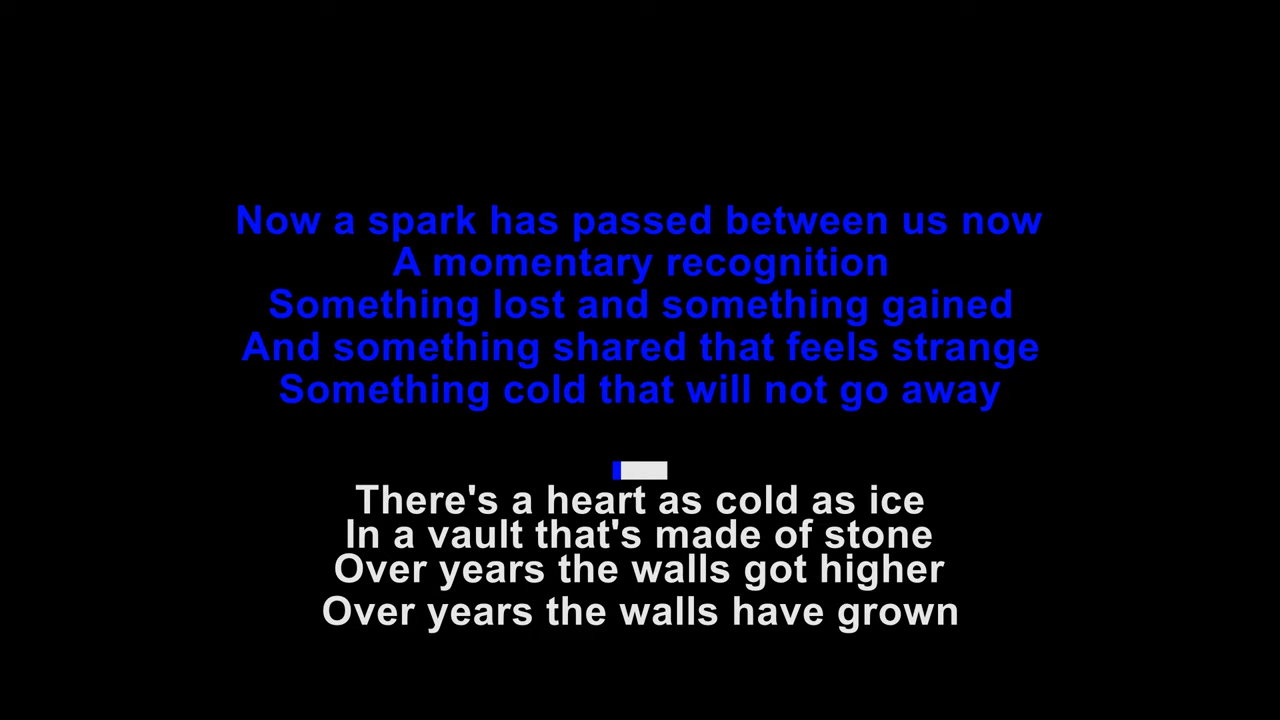 Now a spark has passed between us now
A momentary recognition
Something lost and something gained
And something shared that feels strange
Something cold that will not go away
There's a heart as cold as ice
In a vault that's made of stone
Over years the walls got higher
Over years the walls have grown